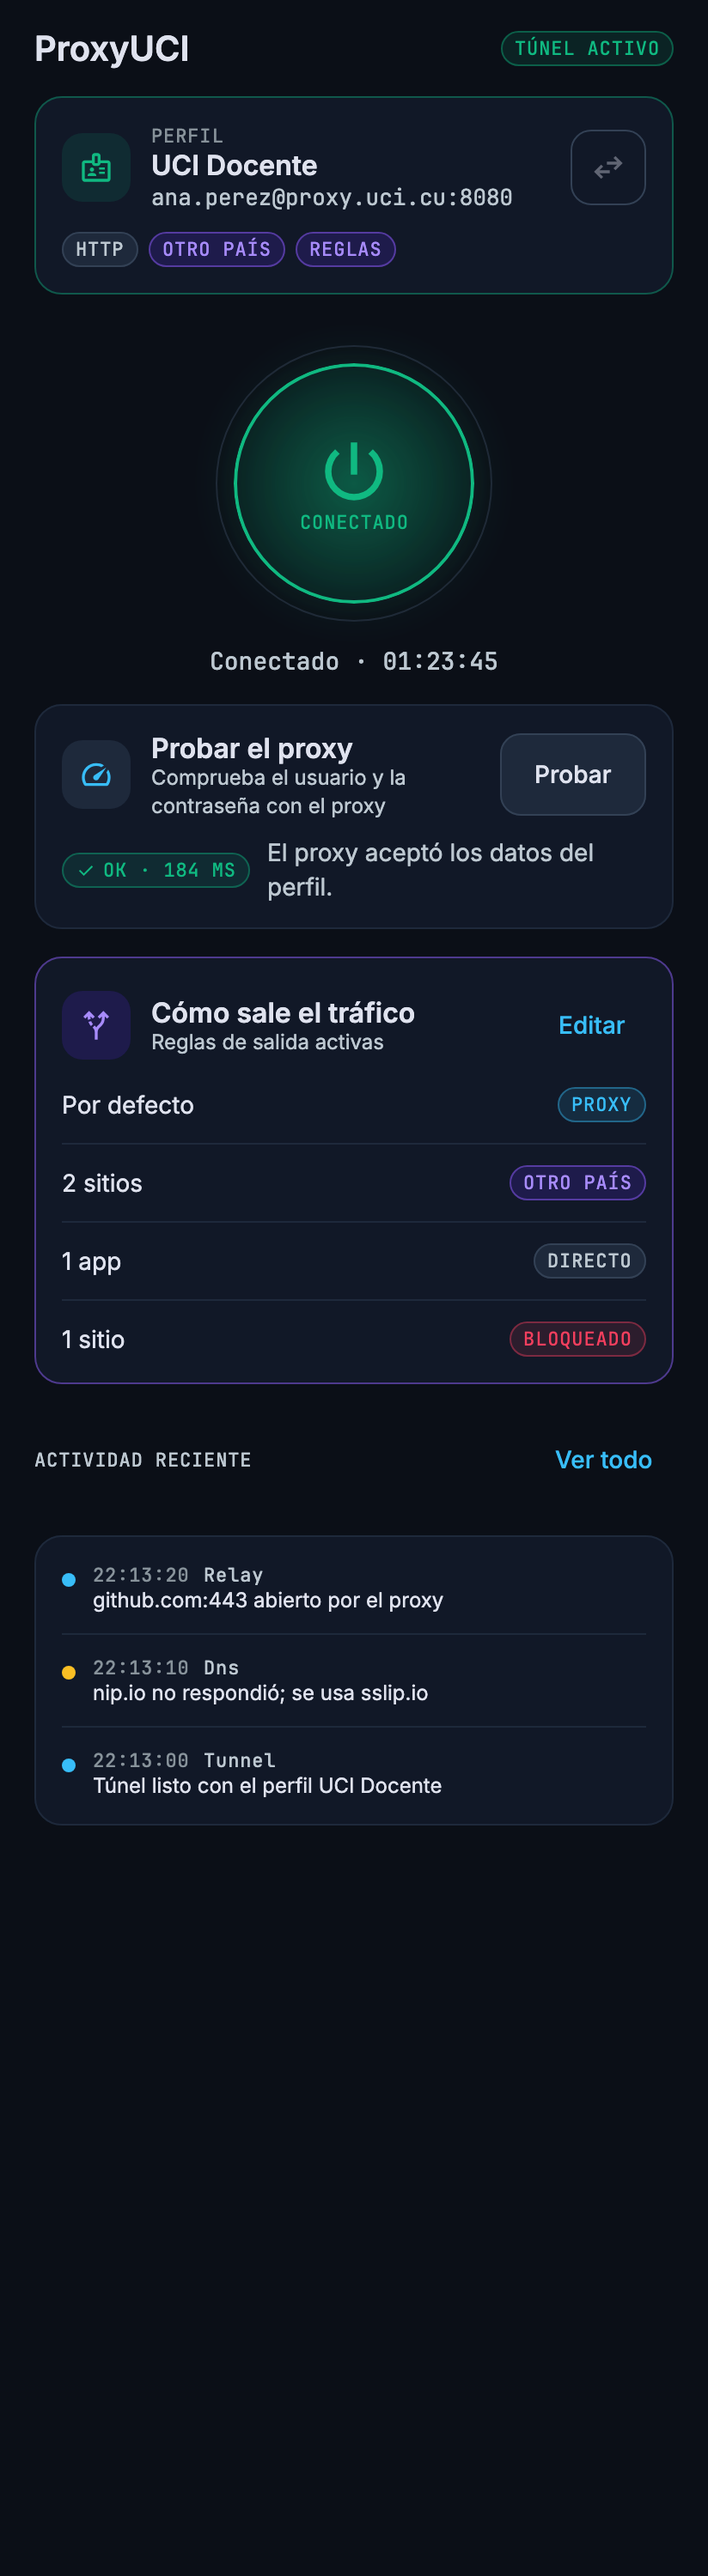 ProxyUCI
TÚNEL ACTIVO
PERFIL
UCI Docente
ana.perez@proxy.uci.cu:8080
HTTP
OTRO PAÍS
REGLAS
CONECTADO
Conectado · 01:23:45
Probar el proxy
Comprueba el usuario y la
contraseña con el proxy
Probar
OK · 184 MS
El proxy aceptó los datos del
perfil.
Cómo sale el tráfico
Reglas de salida activas
Editar
Por defecto
PROXY
2 sitios
OTRO PAÍS
1 app
DIRECTO
1 sitio
BLOQUEADO
ACTIVIDAD RECIENTE
Ver todo
22:13:20 Relay
github.com:443 abierto por el proxy
22:13:10 Dns
nip.io no respondió; se usa sslip.io
22:13:00 Tunnel
Túnel listo con el perfil UCI Docente